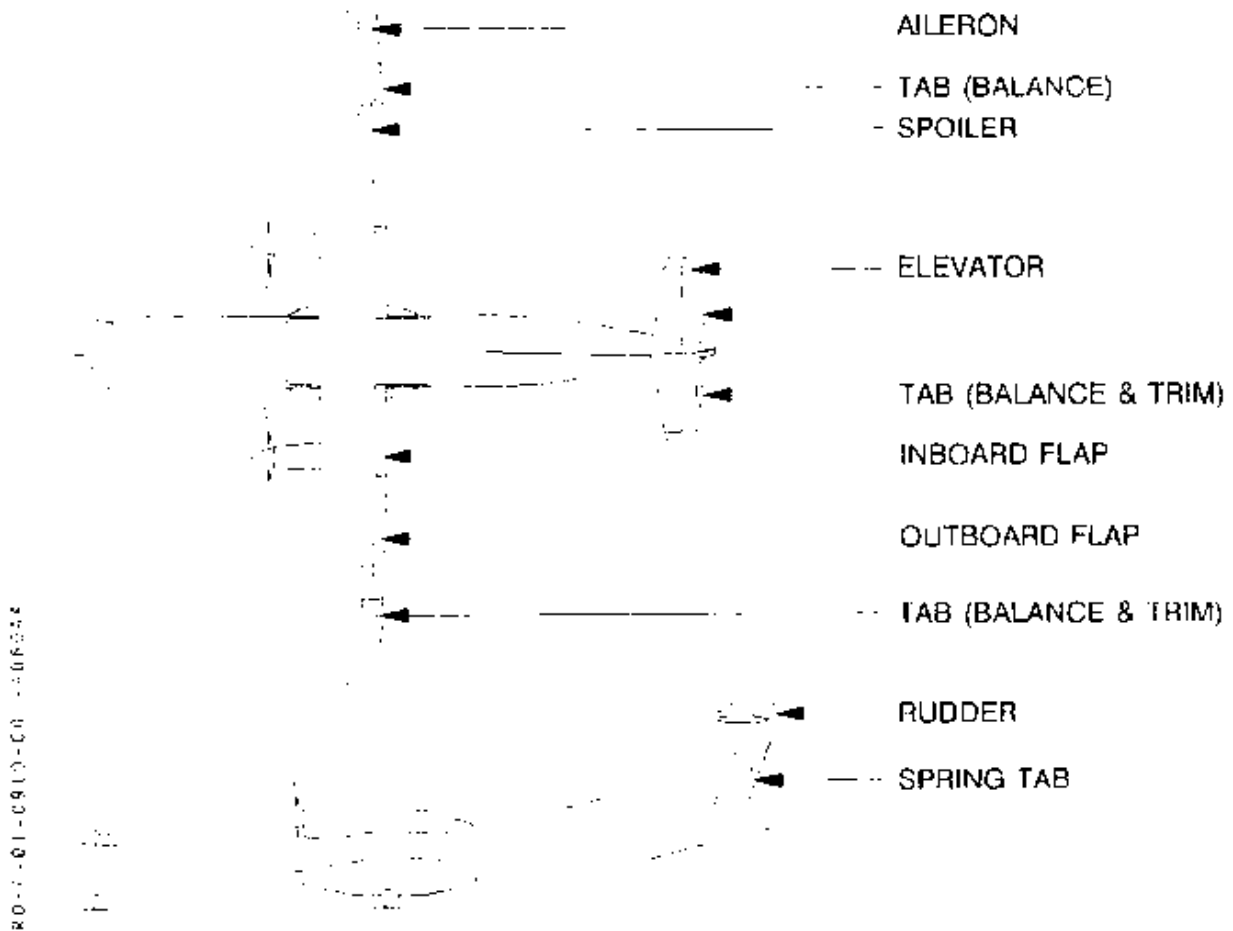 AILERON
TAB (BALANCE)
SPOILER
ELEVATOR
TAB (BALANCE & TRIM)
INBOARD FLAP
OUTBOARD FLAP
TAB (BALANCE & TRIM)
RUDDER
SPRING TAB